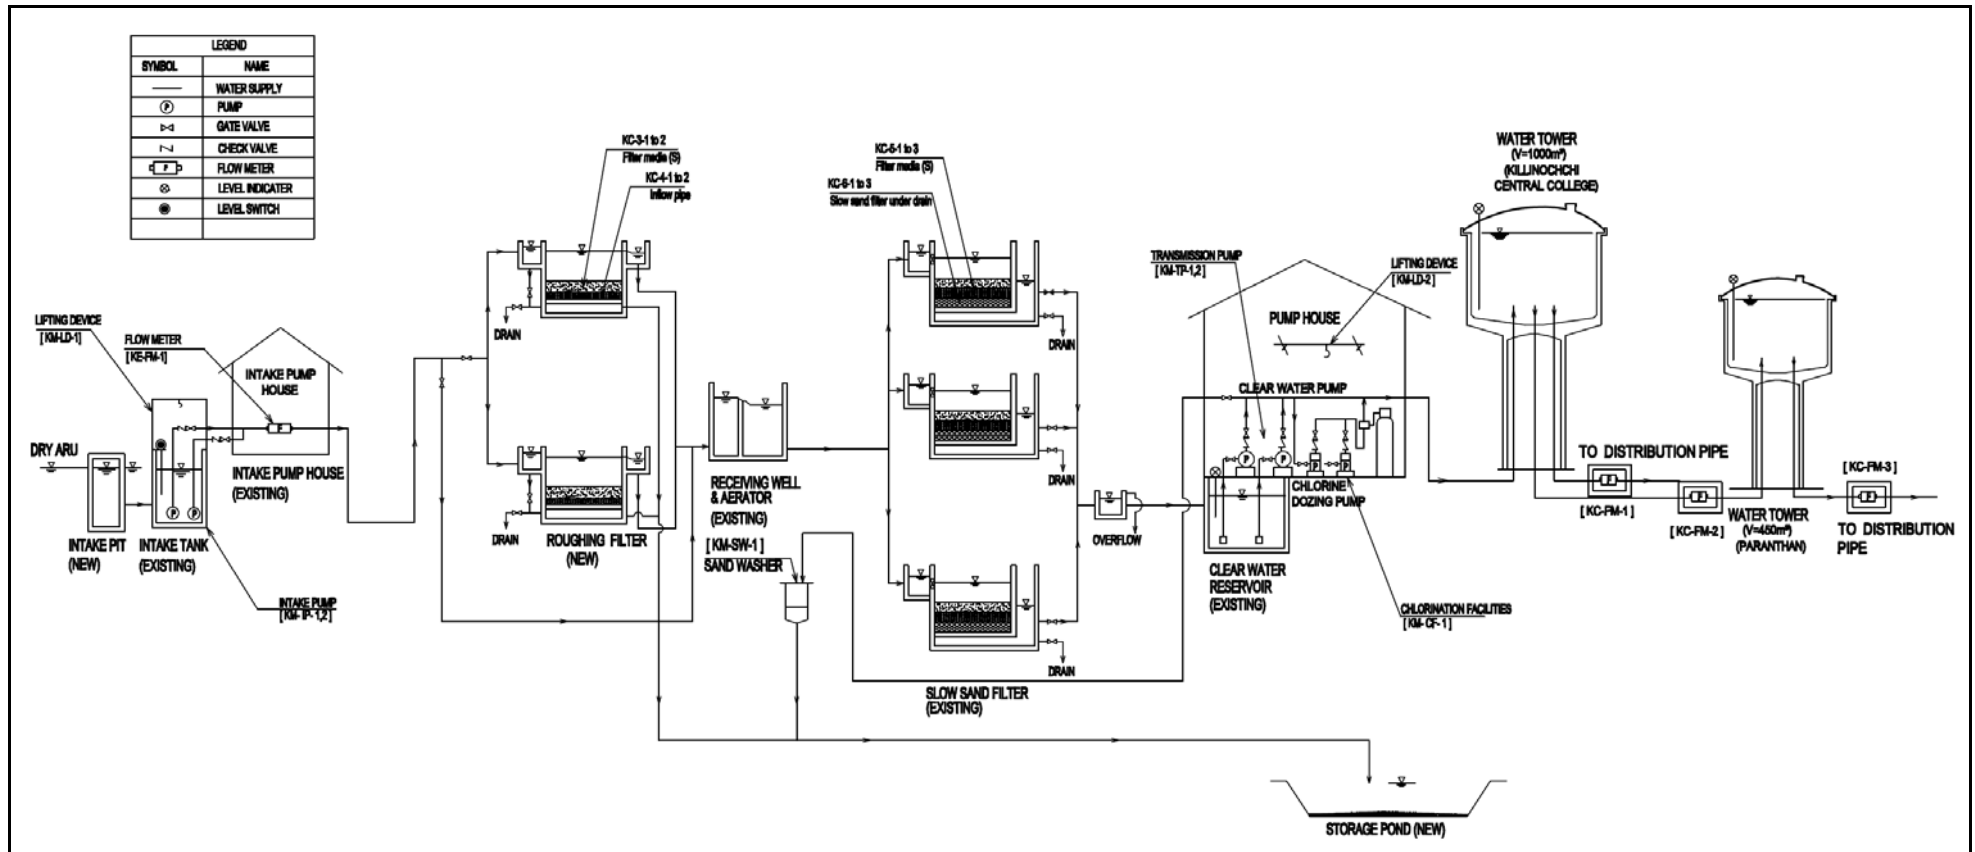 LEGEND
SYMBOL NAME
WATER SUPPLY
P PUMP
GATE VALVE
CHECK VALVE
F FLOW METER
LEVEL INDICATER
LEVEL SWITCH
LIFTING DEVICE
[ KM-LD-1]
FLOW METER
[ KE-FM-1]
INTAKE PUMP
HOUSE
DRY ARU
INTAKE PIT
(NEW)
INTAKE TANK
(EXISTING)
P P
F
INTAKE PUMP HOUSE
(EXISTING)
INTAKE PUMP
[ KM- IP- 1,2]
KC-3-1 to 2
Filter media (S)
KC-4-1 to 2
Inflow pipe
DRAIN
DRAIN
ROUGHING FILTER
(NEW)
RECEIVING WELL
& AERATOR
(EXISTING)
[ KM-SW-1 ]
SAND WASHER
KC-5-1 to 3
Filter media (S)
KC-6-1 to 3
Slow sand filter under drain
DRAIN
DRAIN
DRAIN
SLOW SAND FILTER
(EXISTING)
OVERFLOW
TRANSMISSION PUMP
[ KM-TP-1,2 ]
LIFTING DEVICE
[ KM-LD-2 ]
PUMP HOUSE
CLEAR WATER PUMP
P P P P
CHLORINE
DOZING PUMP
CLEAR WATER
RESERVOIR
(EXISTING)
CHLORINATION FACILITIES
[ KM- CF- 1 ]
WATER TOWER
(V=1000m³)
(KILLINOCHCHI
CENTRAL COLLEGE)
TO DISTRIBUTION PIPE
F
[ KC-FM-1 ]
F
[ KC-FM-2 ]
WATER TOWER
(V=450m³)
(PARANTHAN)
[ KC-FM-3 ]
F
TO DISTRIBUTION
PIPE
STORAGE POND (NEW)